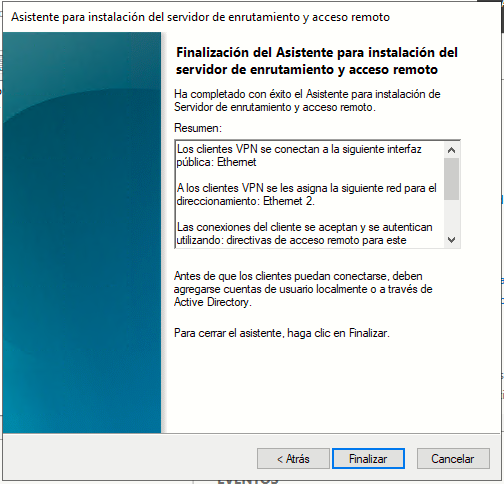 Asistente para instalación del servidor de enrutamiento y acceso remoto
Finalización del Asistente para instalación del
servidor de enrutamiento y acceso remoto
Ha completado con éxito el Asistente para instalación de
Servidor de enrutamiento y acceso remoto.
Resumen:
Los clientes VPN se conectan a la siguiente interfaz
pública: Ethernet
A los clientes VPN se les asigna la siguiente red para el
direccionamiento: Ethernet 2.
Las conexiones del cliente se aceptan y se autentican
utilizando: directivas de acceso remoto para este
Antes de que los clientes puedan conectarse, deben
agregarse cuentas de usuario localmente o a través de
Active Directory.
Para cerrar el asistente, haga clic en Finalizar.
< Atrás
Finalizar
Cancelar
EVENTOS